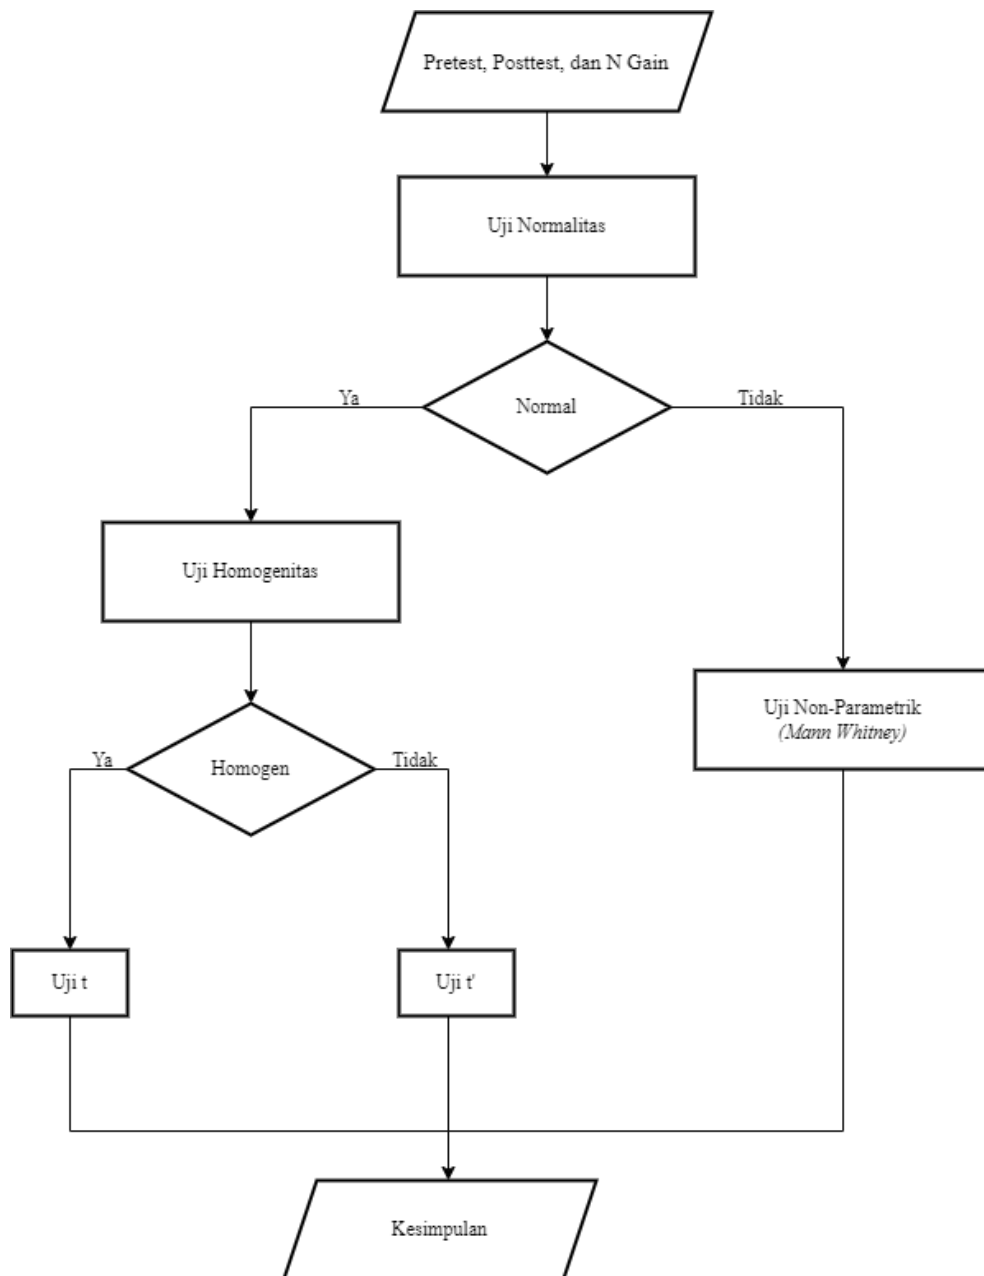 Pretest, Posttest, dan N Gain
Uji Normalitas
Ya
Normal
Tidak
Uji Homogenitas
Uji Non-Parametrik
(Mann Whitney)
Ya
Homogen
Tidak
Uji t
Uji t'
Kesimpulan